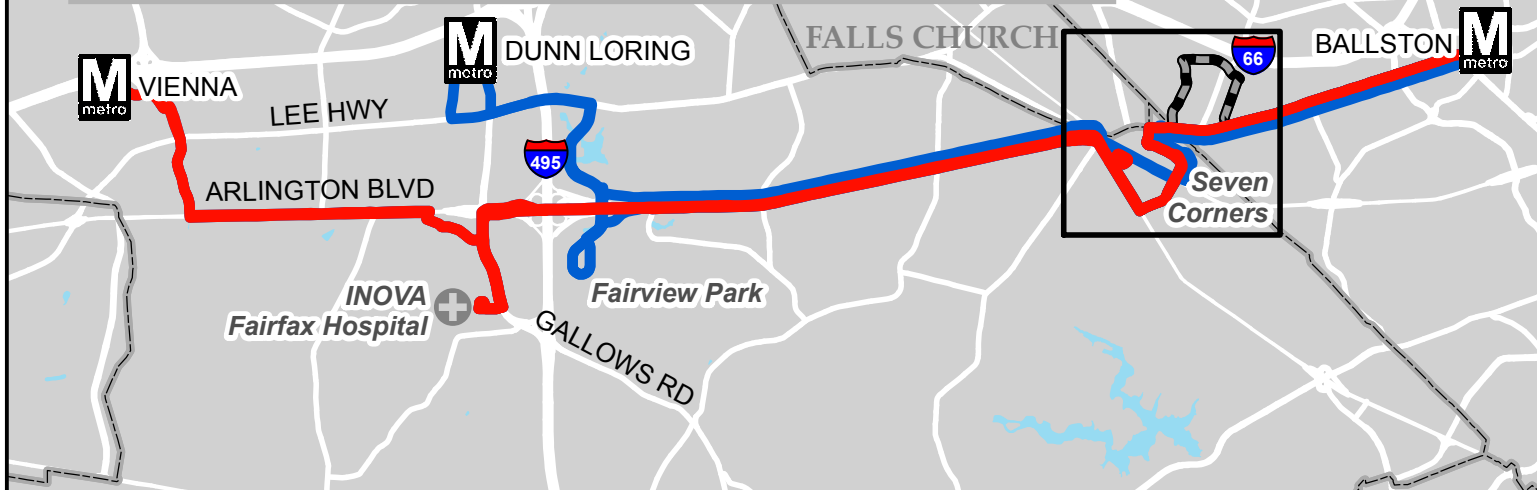 FALLS CHURCH
M
metro
VIENNA
M
metro
DUNN LORING
LEE HWY
495
ARLINGTON BLVD
66
BALLSTON
M
metro
Seven
Corners
INOVA
Fairfax Hospital
Fairview Park
GALLOWS RD